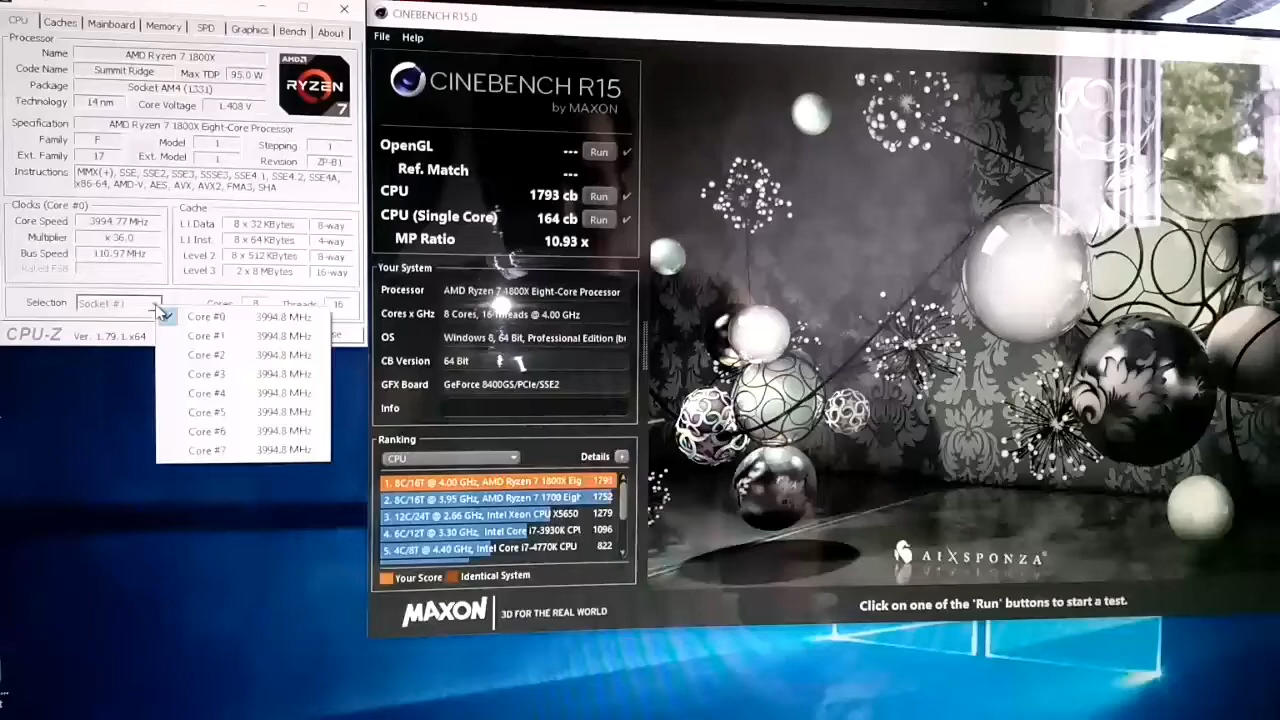 CPU Caches Mainboard Memory SPD Graphics Bench About
Processor
Name AMD Ryzen 7 1800X
Code Name Summit Ridge Max TDP 95.0 W
Package Socket AM4 (1331)
Technology 14 nm Core Voltage 1.408 V
Specification AMD Ryzen 7 1800X Eight-Core Processor
Family F Model 1 Stepping 1
Ext. Family 17 Ext. Model 1 Revision ZP-B1
Instructions MMX(+), SSE, SSE2, SSE3, SSSE3, SSE4.1, SSE4.2, SSE4A,
x86-64, AMD-V, AES, AVX, AVX2, FMA3, SHA
AMD
RYZEN
7
Clocks (Core #0)
Core Speed 3994.77 MHz
Multiplier x 36.0
Bus Speed 110.97 MHz
Rated FSB
Cache
L1 Data 8 x 32 KBytes 8-way
L1 Inst. 8 x 64 KBytes 4-way
Level 2 8 x 512 KBytes 8-way
Level 3 2 x 8 MBytes 16-way
Selection Socket #1 Cores 8 Threads 16
CPU-Z Ver. 1.79.1.x64
Core #0 3994.8 MHz
Core #1 3994.8 MHz
Core #2 3994.8 MHz
Core #3 3994.8 MHz
Core #4 3994.8 MHz
Core #5 3994.8 MHz
Core #6 3994.8 MHz
Core #7 3994.8 MHz
CINEBENCH R15.0
File Help
CINEBENCH R15
by MAXON
OpenGL --- Run
Ref. Match ---
CPU 1793 cb Run
CPU (Single Core) 164 cb Run
MP Ratio 10.93 x
Your System
Processor AMD Ryzen 7 1800X Eight-Core Processor
Cores x GHz 8 Cores, 16 Threads @ 4.00 GHz
OS Windows 8, 64 Bit, Professional Edition (bu
CB Version 64 Bit
GFX Board GeForce 8400GS/PCIe/SSE2
Info
Ranking
CPU Details
1. 8C/16T @ 4.00 GHz, AMD Ryzen 7 1800X Eig 1793
2. 8C/16T @ 3.95 GHz, AMD Ryzen 7 1700 Eigh 1752
3. 12C/24T @ 2.66 GHz, Intel Xeon CPU X5650 1279
4. 6C/12T @ 3.30 GHz, Intel Core i7-3930K CPU 1096
5. 4C/8T @ 4.40 GHz, Intel Core i7-4770K CPU 822
Your Score Identical System
MAXON 3D FOR THE REAL WORLD
AIXSPONZA
Click on one of the 'Run' buttons to start a test.